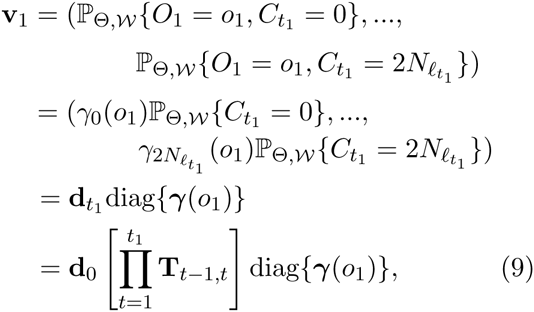 𝐯₁ = (ℙ_{Θ,𝒲}{O₁ = o₁, C_{t₁} = 0}, ...,
ℙ_{Θ,𝒲}{O₁ = o₁, C_{t₁} = 2N_{ℓ_{t₁}}})
= (γ₀(o₁)ℙ_{Θ,𝒲}{C_{t₁} = 0}, ...,
γ_{2N_{ℓ_{t₁}}}(o₁)ℙ_{Θ,𝒲}{C_{t₁} = 2N_{ℓ_{t₁}}})
= 𝐝_{t₁}diag{𝜸(o₁)}
= 𝐝₀ [∏_{t=1}^{t₁} 𝐓_{t−1,t}] diag{𝜸(o₁)}, (9)